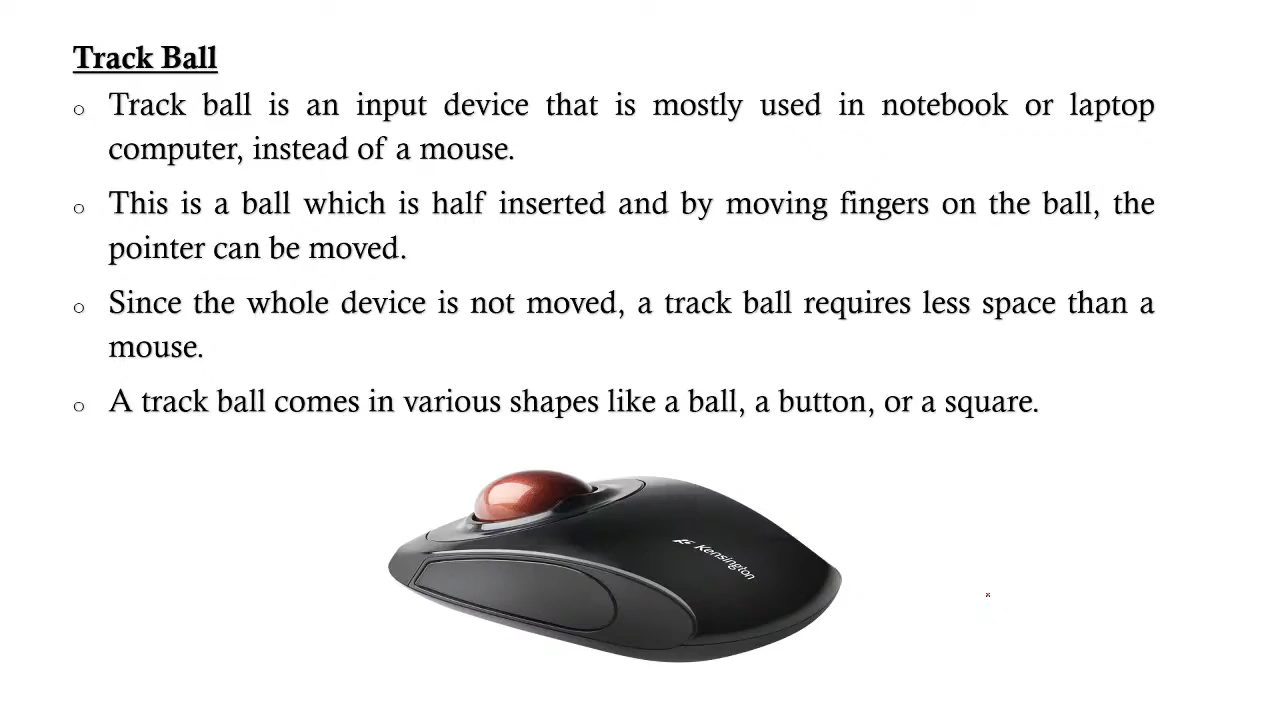 Track Ball
o Track ball is an input device that is mostly used in notebook or laptop
computer, instead of a mouse.
o This is a ball which is half inserted and by moving fingers on the ball, the
pointer can be moved.
o Since the whole device is not moved, a track ball requires less space than a
mouse.
o A track ball comes in various shapes like a ball, a button, or a square.
Kensington